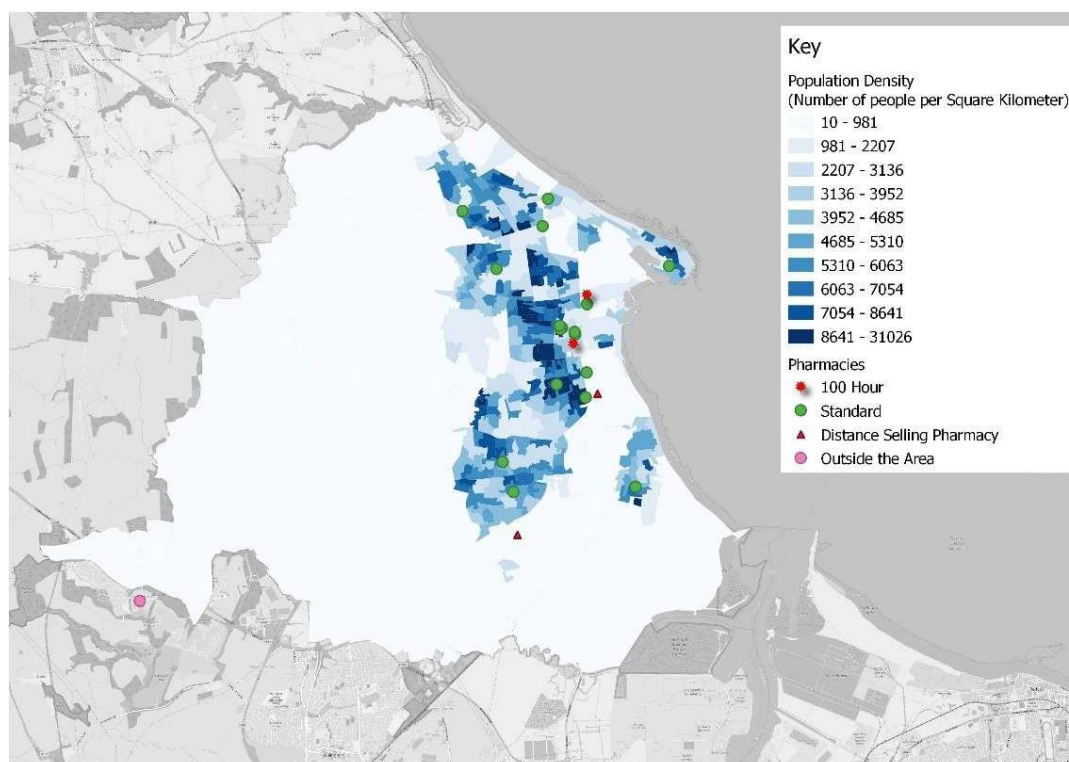 Key
Population Density
(Number of people per Square Kilometer)
10 - 981
981 - 2207
2207 - 3136
3136 - 3952
3952 - 4685
4685 - 5310
5310 - 6063
6063 - 7054
7054 - 8641
8641 - 31026
Pharmacies
100 Hour
Standard
Distance Selling Pharmacy
Outside the Area